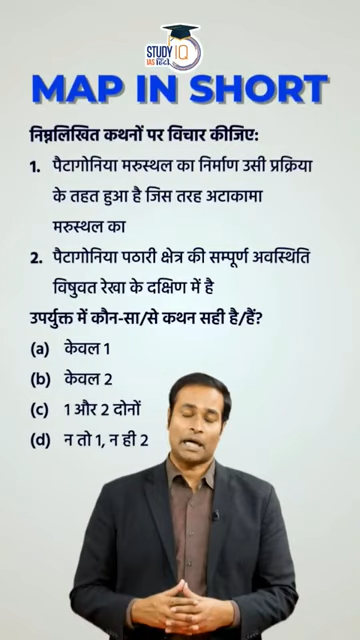 STUDY IQ
IAS हिंदी
MAP IN SHORT
निम्नलिखित कथनों पर विचार कीजिए:
1. पैटागोनिया मरुस्थल का निर्माण उसी प्रक्रिया
के तहत हुआ है जिस तरह अटाकामा
मरुस्थल का
2. पैटागोनिया पठारी क्षेत्र की सम्पूर्ण अवस्थिति
विषुवत रेखा के दक्षिण में है
उपर्युक्त में कौन-सा/से कथन सही है/हैं?
(a) केवल 1
(b) केवल 2
(c) 1 और 2 दोनों
(d) न तो 1, न ही 2